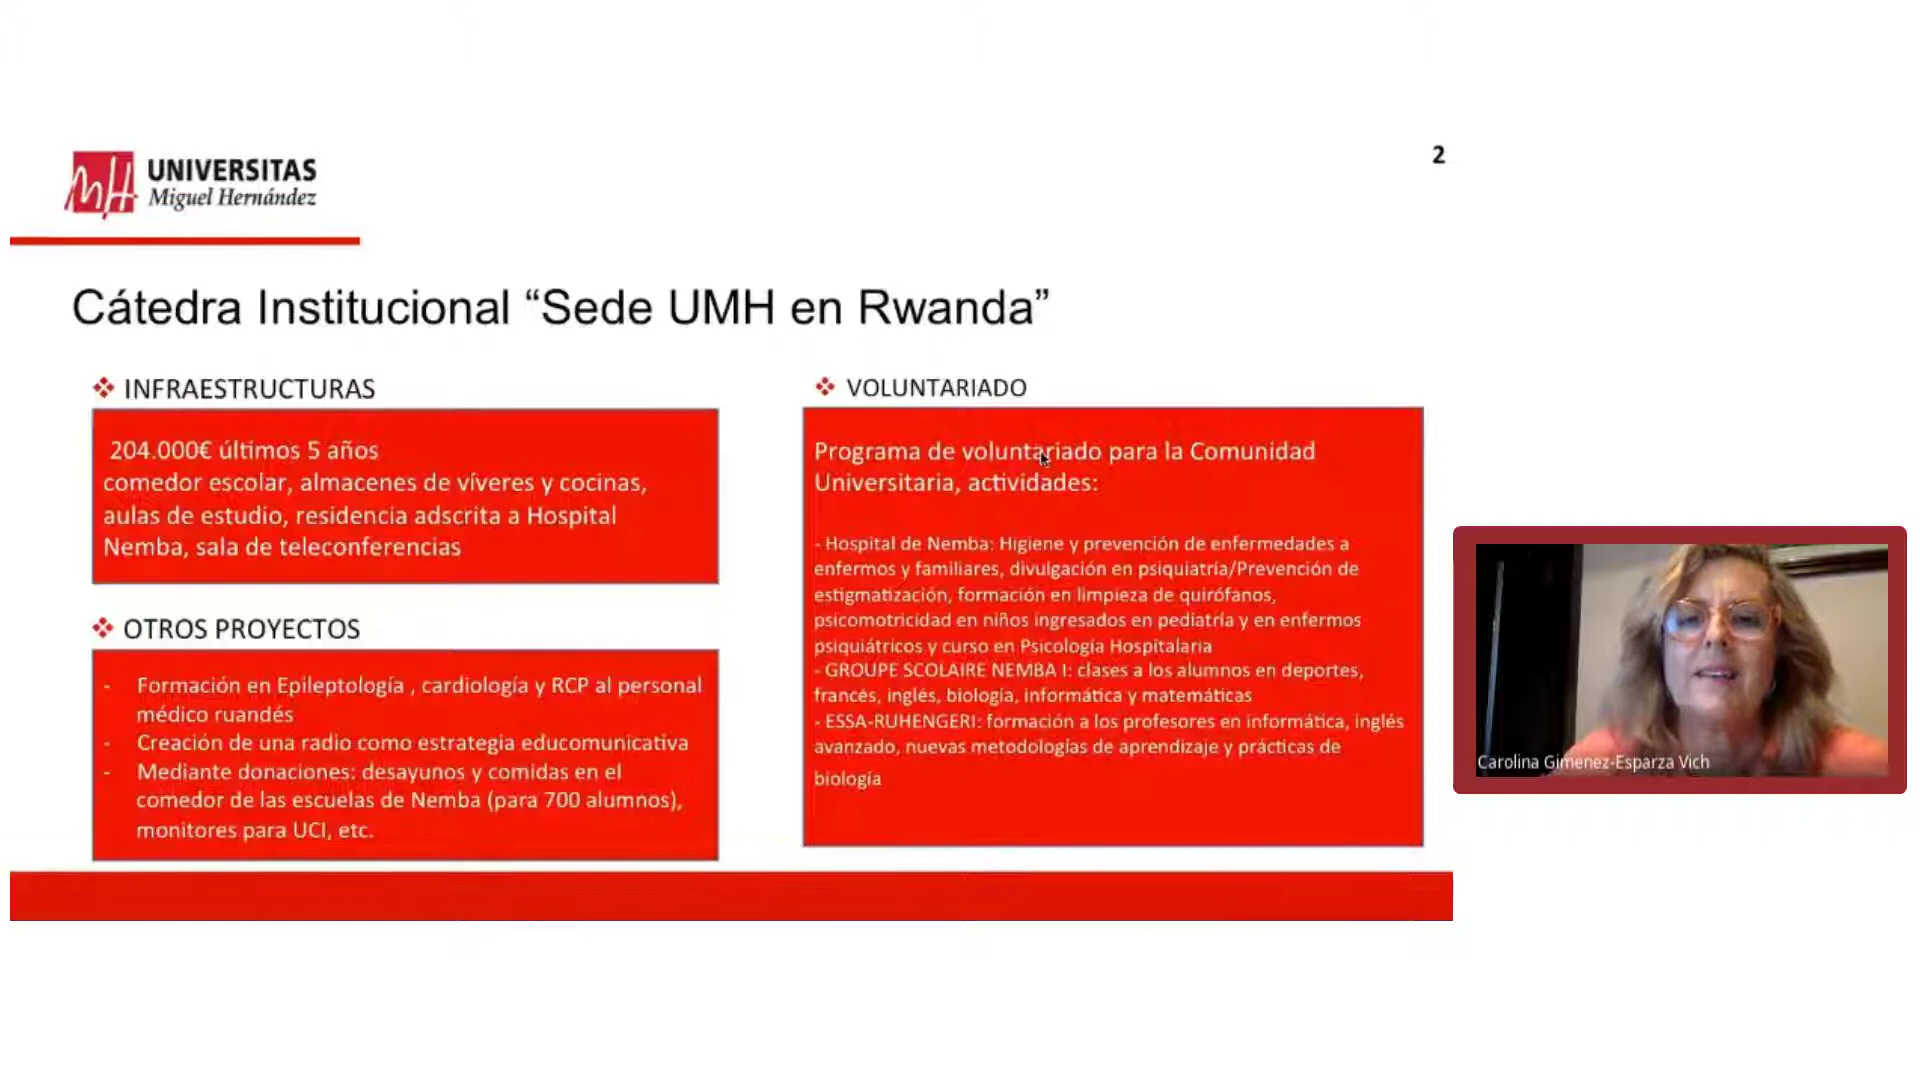 UNIVERSITAS
Miguel Hernández
2
Cátedra Institucional “Sede UMH en Rwanda”
❖ INFRAESTRUCTURAS
204.000€ últimos 5 años
comedor escolar, almacenes de víveres y cocinas,
aulas de estudio, residencia adscrita a Hospital
Nemba, sala de teleconferencias
❖ OTROS PROYECTOS
- Formación en Epileptología , cardiología y RCP al personal
médico ruandés
- Creación de una radio como estrategia educomunicativa
- Mediante donaciones: desayunos y comidas en el
comedor de las escuelas de Nemba (para 700 alumnos),
monitores para UCI, etc.
❖ VOLUNTARIADO
Programa de voluntariado para la Comunidad
Universitaria, actividades:
- Hospital de Nemba: Higiene y prevención de enfermedades a
enfermos y familiares, divulgación en psiquiatría/Prevención de
estigmatización, formación en limpieza de quirófanos,
psicomotricidad en niños ingresados en pediatría y en enfermos
psiquiátricos y curso en Psicología Hospitalaria
- GROUPE SCOLAIRE NEMBA I: clases a los alumnos en deportes,
francés, inglés, biología, informática y matemáticas
- ESSA-RUHENGERI: formación a los profesores en informática, inglés
avanzado, nuevas metodologías de aprendizaje y prácticas de
biología
Carolina Gimenez-Esparza Vich